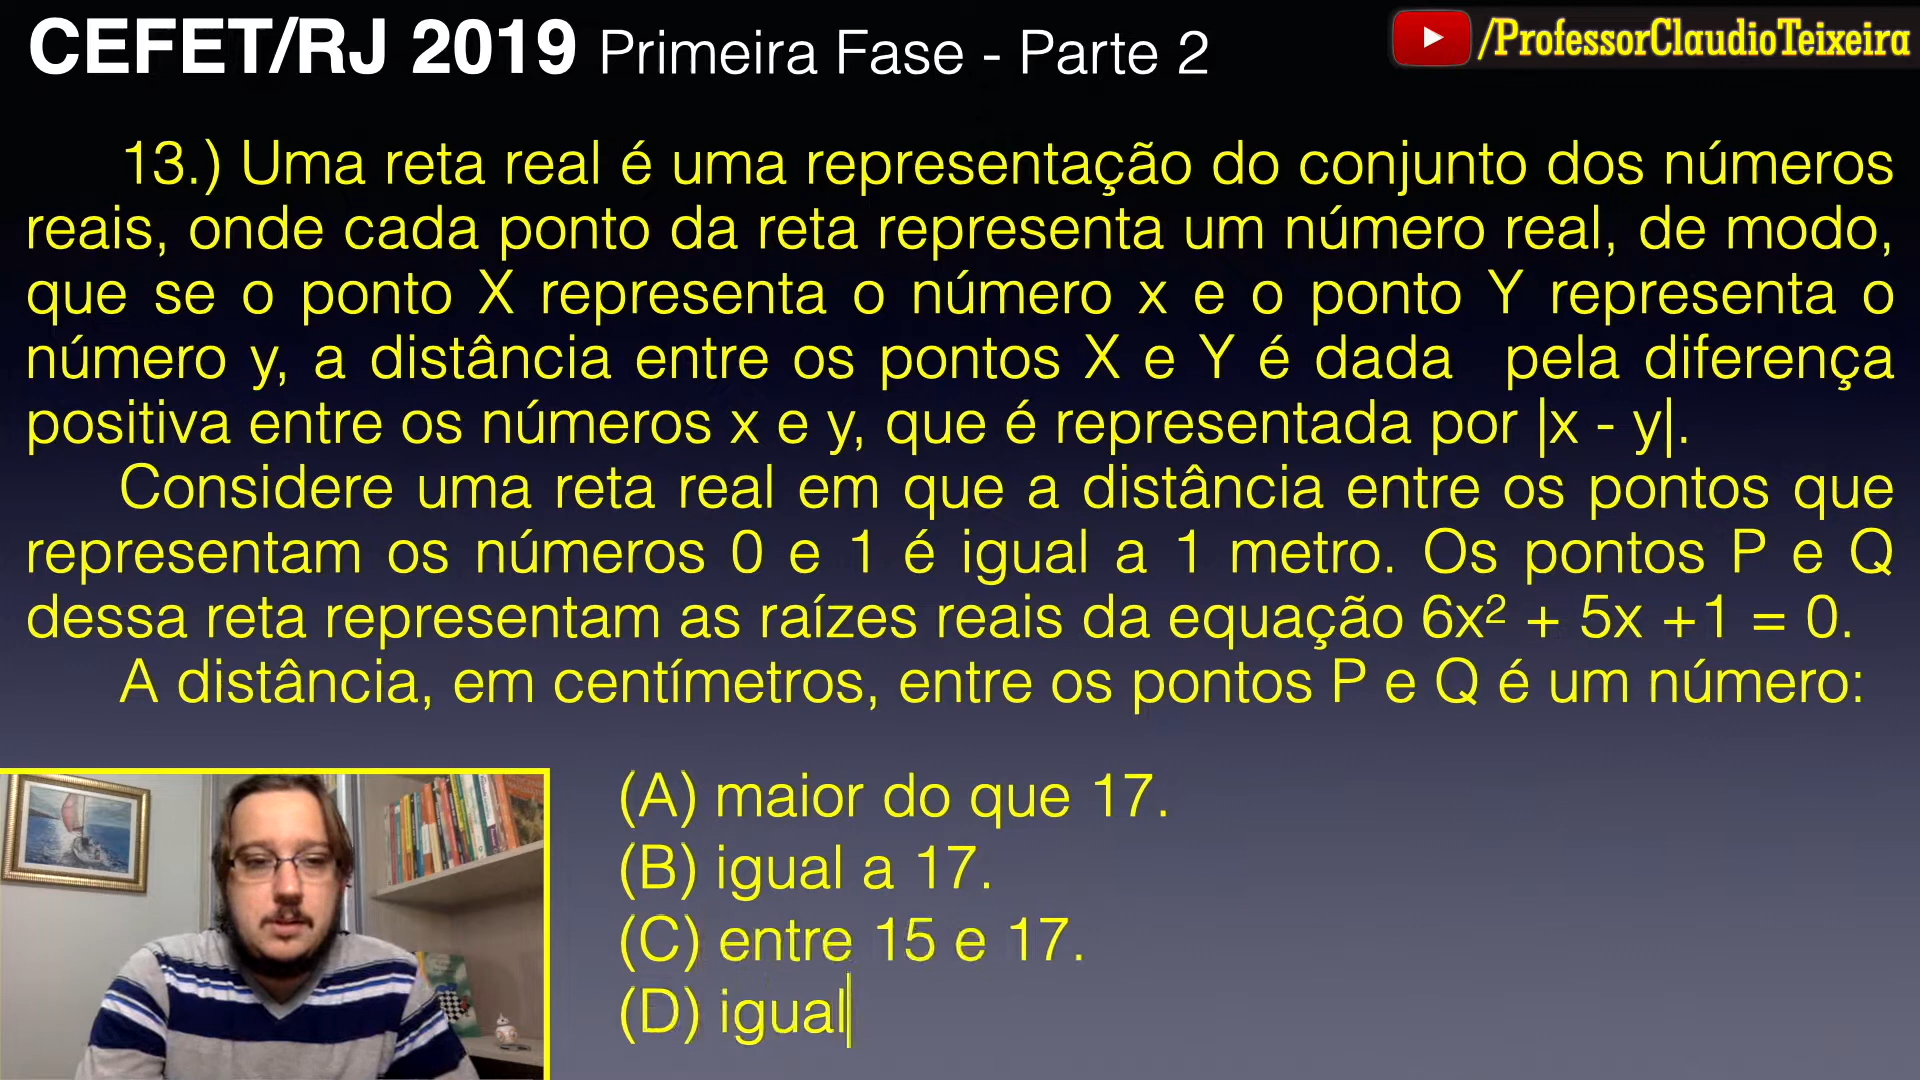 CEFET/RJ 2019 Primeira Fase - Parte 2
/ProfessorClaudioTeixeira
13.) Uma reta real é uma representação do conjunto dos números
reais, onde cada ponto da reta representa um número real, de modo,
que se o ponto X representa o número x e o ponto Y representa o
número y, a distância entre os pontos X e Y é dada pela diferença
positiva entre os números x e y, que é representada por |x - y|.
Considere uma reta real em que a distância entre os pontos que
representam os números 0 e 1 é igual a 1 metro. Os pontos P e Q
dessa reta representam as raízes reais da equação 6x² + 5x +1 = 0.
A distância, em centímetros, entre os pontos P e Q é um número:
(A) maior do que 17.
(B) igual a 17.
(C) entre 15 e 17.
(D) igual